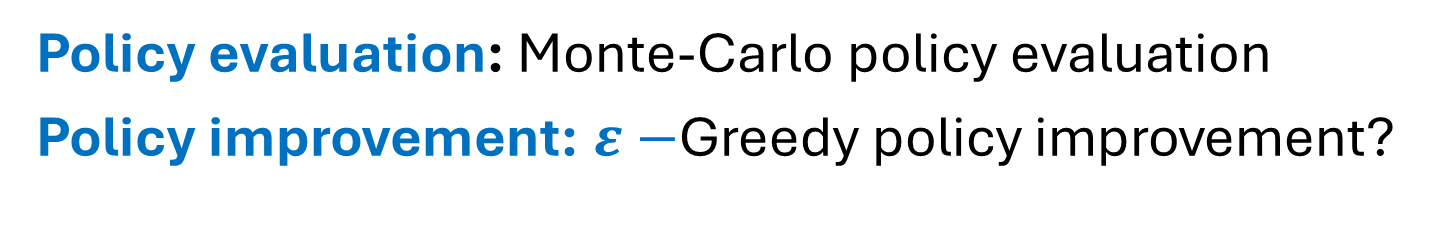 Policy evaluation: Monte-Carlo policy evaluation
Policy improvement: ε −Greedy policy improvement?